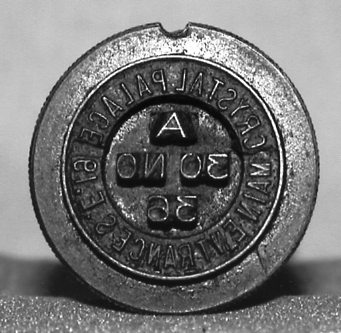 CRYSTAL PALACE
MAIN ENTRANCE S.E.19
A
30 NO
36